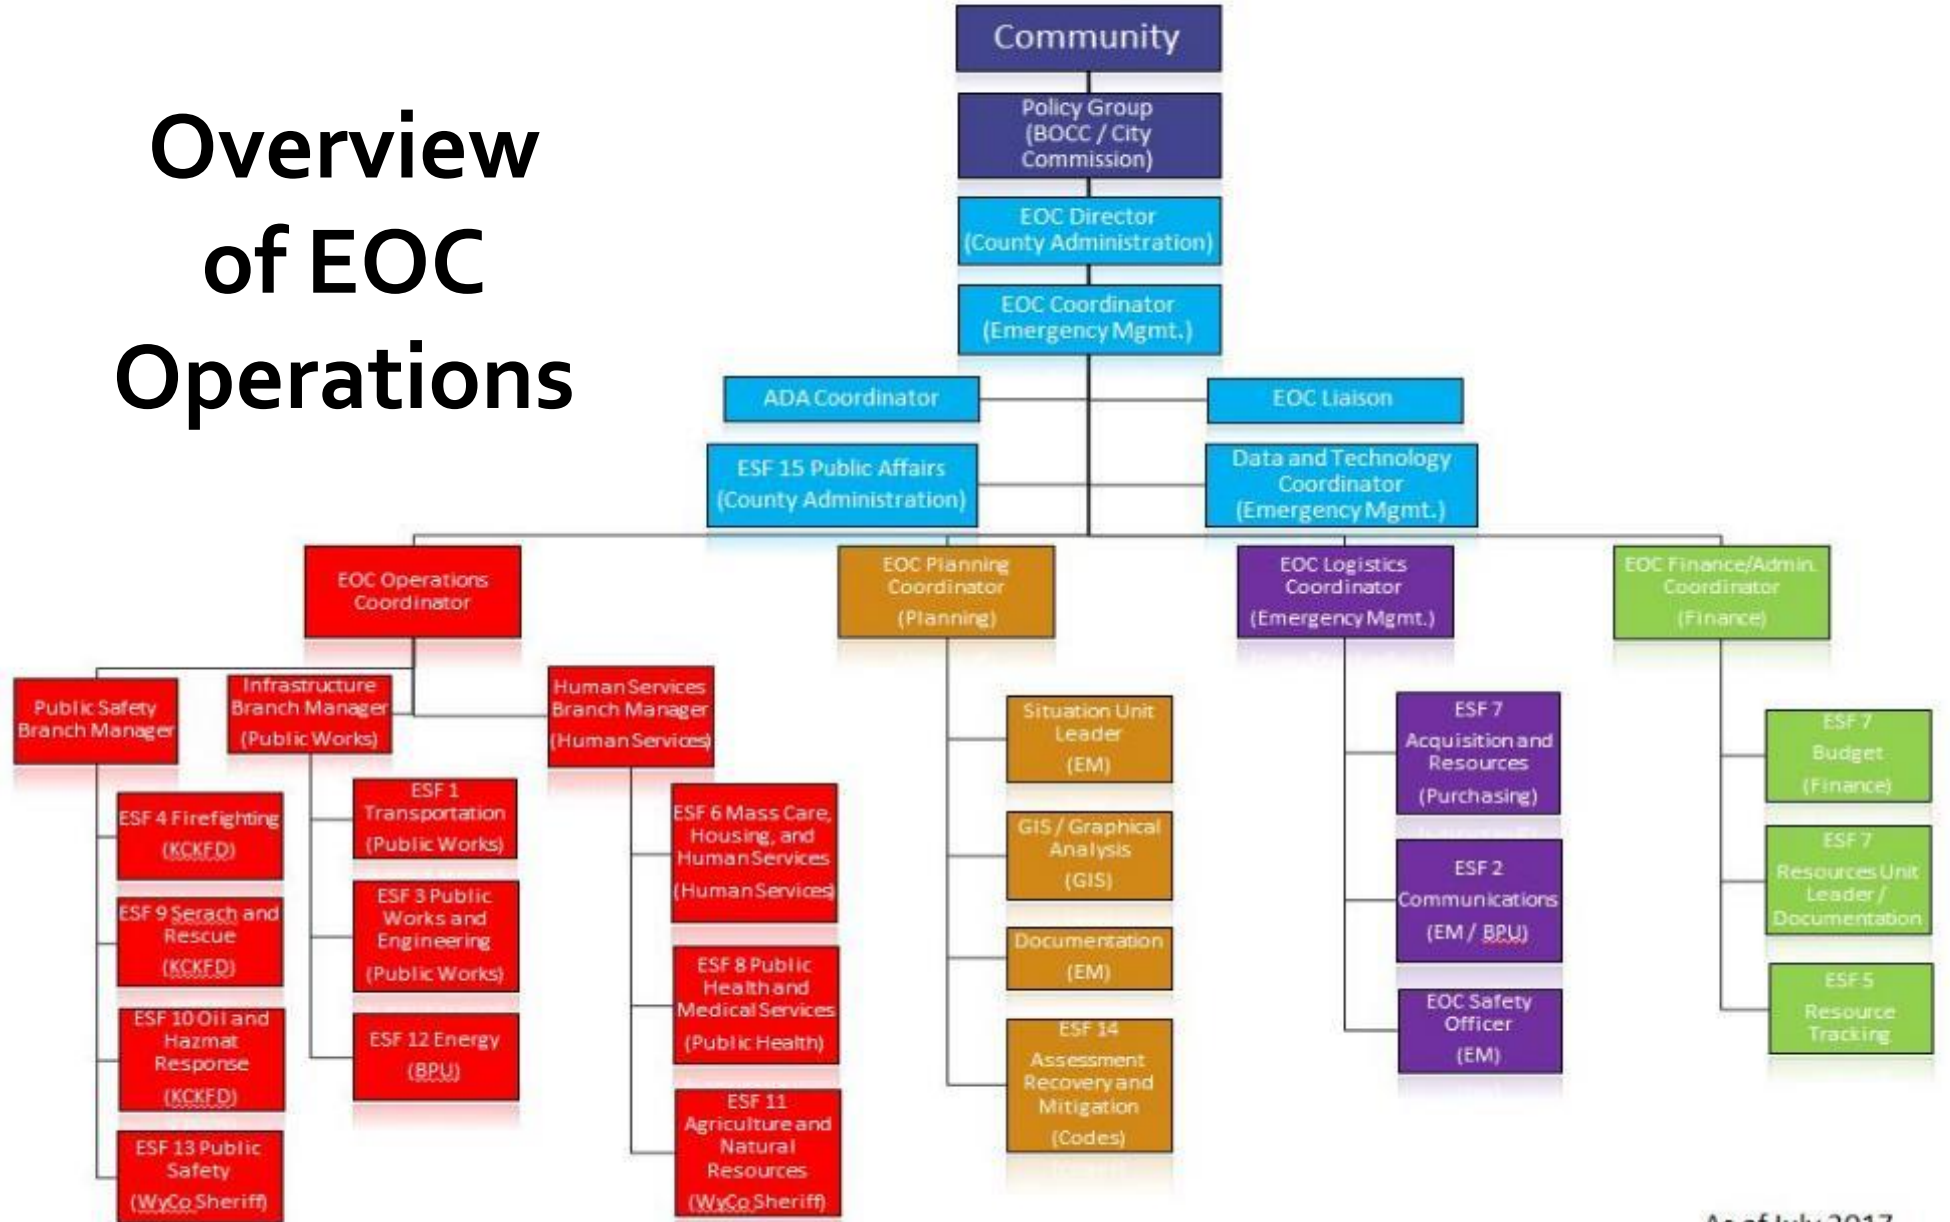 Overview
of EOC
Operations
Community
Policy Group
(BOCC / City
Commission)
EOC Director
(County Administration)
EOC Coordinator
(Emergency Mgmt.)
ADA Coordinator
EOC Liaison
ESF 15 Public Affairs
(County Administration)
Data and Technology
Coordinator
(Emergency Mgmt.)
EOC Operations
Coordinator
EOC Planning
Coordinator
(Planning)
EOC Logistics
Coordinator
(Emergency Mgmt.)
EOC Finance/Admin.
Coordinator
(Finance)
Public Safety
Branch Manager
Infrastructure
Branch Manager
(Public Works)
Human Services
Branch Manager
(Human Services)
ESF 4 Firefighting
(KCKFD)
ESF 9 Serach and
Rescue
(KCKFD)
ESF 10 Oil and
Hazmat
Response
(KCKFD)
ESF 13 Public
Safety
(WyCo Sheriff)
ESF 1
Transportation
(Public Works)
ESF 3 Public
Works and
Engineering
(Public Works)
ESF 12 Energy
(BPU)
ESF 6 Mass Care,
Housing, and
Human Services
(Human Services)
ESF 8 Public
Health and
Medical Services
(Public Health)
ESF 11
Agriculture and
Natural
Resources
(WyCo Sheriff)
Situation Unit
Leader
(EM)
GIS / Graphical
Analysis
(GIS)
Documentation
(EM)
ESF 14
Assessment
Recovery and
Mitigation
(Codes)
ESF 7
Acquisition and
Resources
(Purchasing)
ESF 2
Communications
(EM / BPU)
EOC Safety
Officer
(EM)
ESF 7
Budget
(Finance)
ESF 7
Resources Unit
Leader /
Documentation
ESF 5
Resource
Tracking
As of July 2017